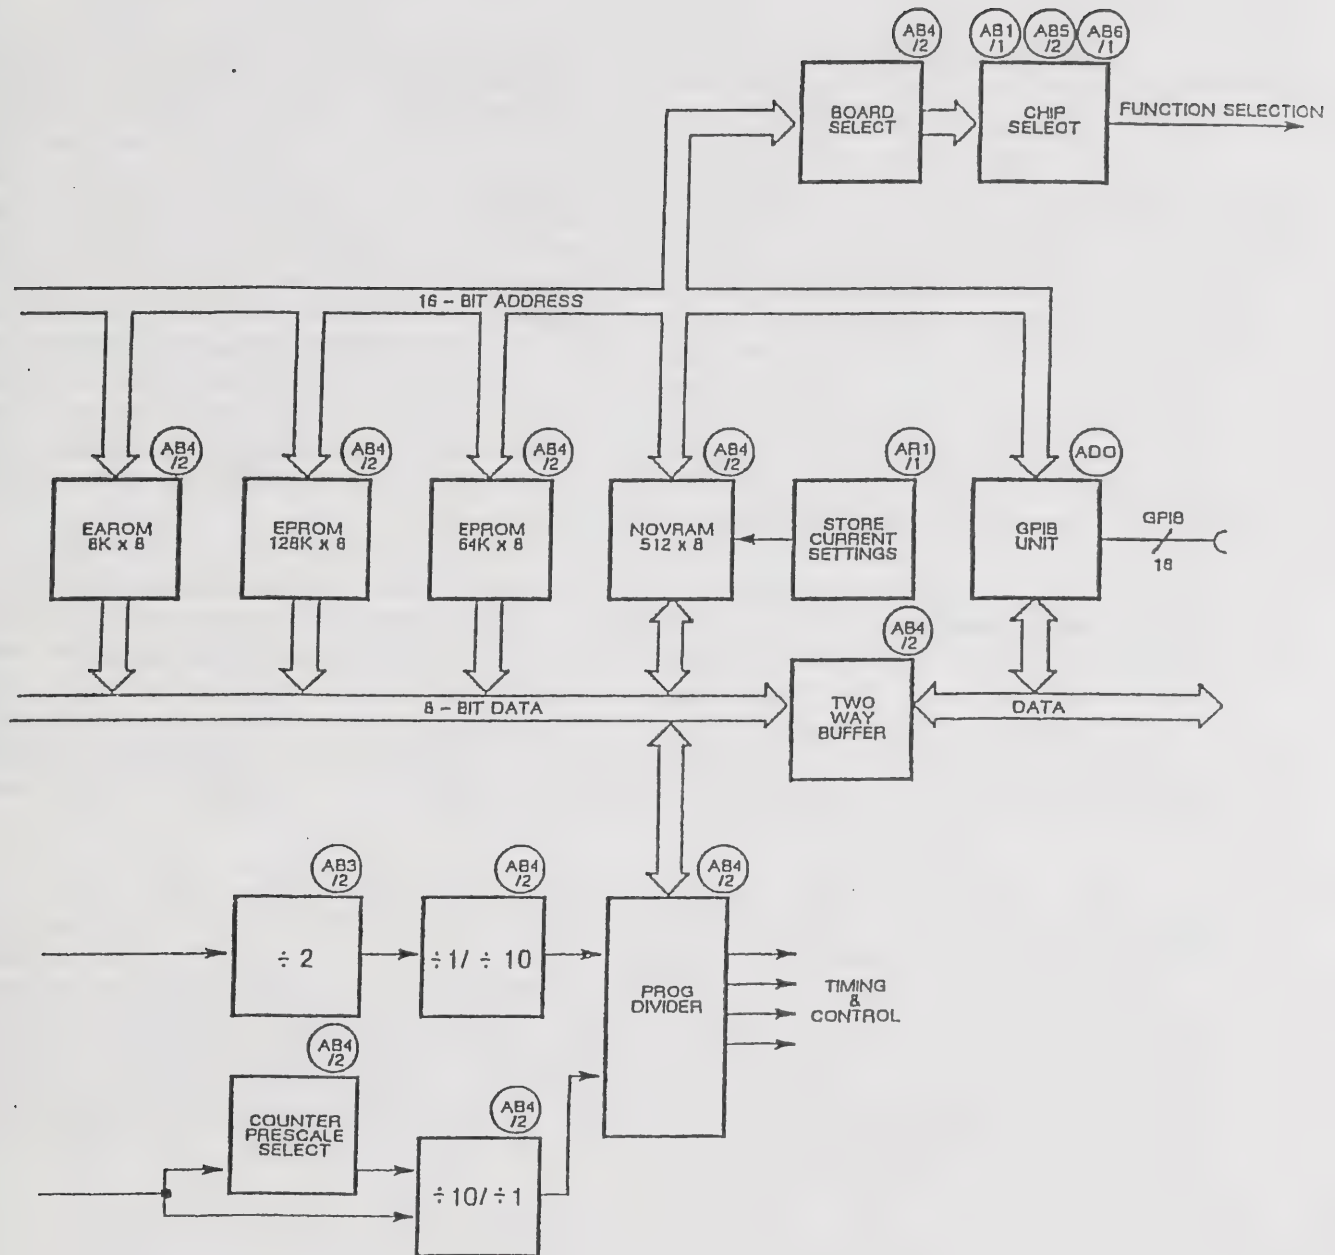 AB4
/2
AB1
/1
AB5
/2
AB6
/1
BOARD
SELECT
CHIP
SELECT
FUNCTION SELECTION
16 - BIT ADDRESS
AB4
/2
AB4
/2
AB4
/2
AB4
/2
AR1
/1
AD0
EAROM
8K x 8
EPROM
128K x 8
EPROM
64K x 8
NOVRAM
512 x 8
STORE
CURRENT
SETTINGS
GPIB
UNIT
GPIB
16
AB4
/2
8 - BIT DATA
TWO
WAY
BUFFER
DATA
AB3
/2
AB4
/2
AB4
/2
÷ 2
÷1/ ÷ 10
PROG
DIVIDER
TIMING
&
CONTROL
AB4
/2
COUNTER
PRESCALE
SELECT
AB4
/2
÷10/ ÷1